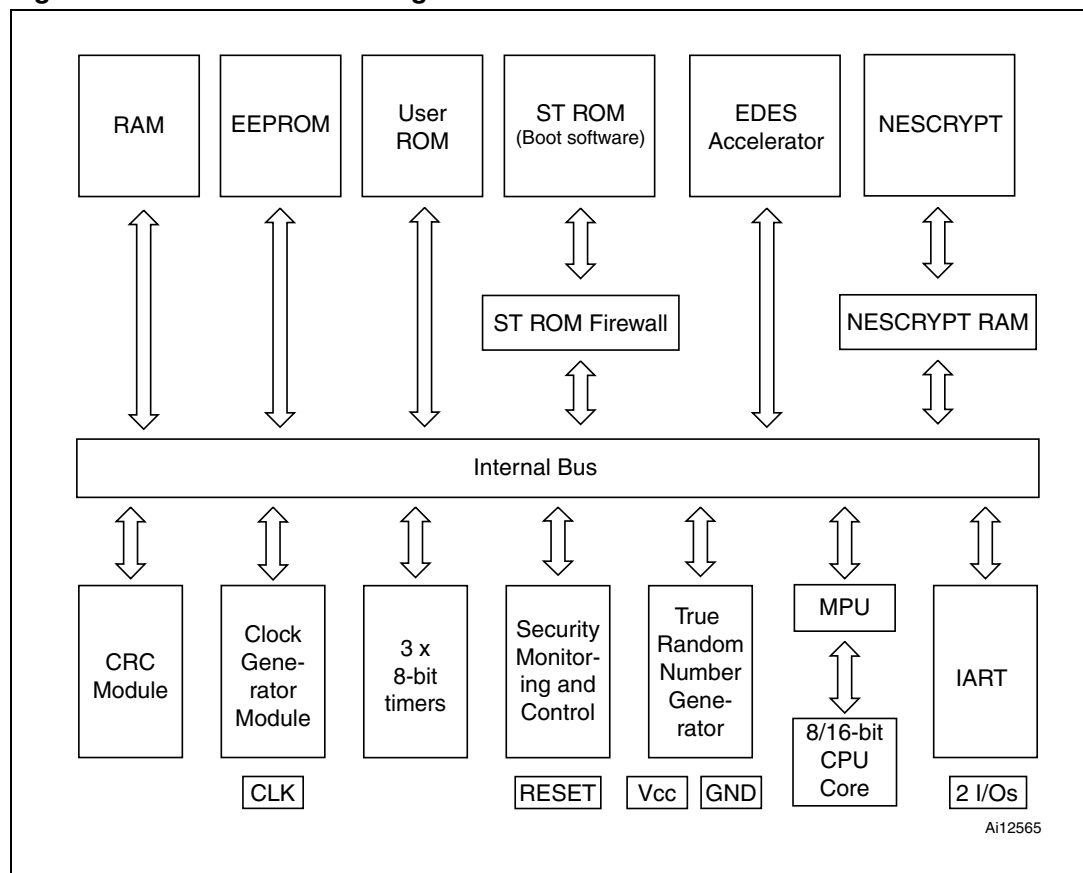 RAM
EEPROM
User
ROM
ST ROM
(Boot software)
EDES
Accelerator
NESCRYPT
ST ROM Firewall
NESCRYPT RAM
Internal Bus
CRC
Module
Clock
Gene-
rator
Module
3 x
8-bit
timers
Security
Monitor-
ing and
Control
True
Random
Number
Gene-
rator
MPU
8/16-bit
CPU
Core
IART
CLK
RESET
Vcc
GND
2 I/Os
Ai12565